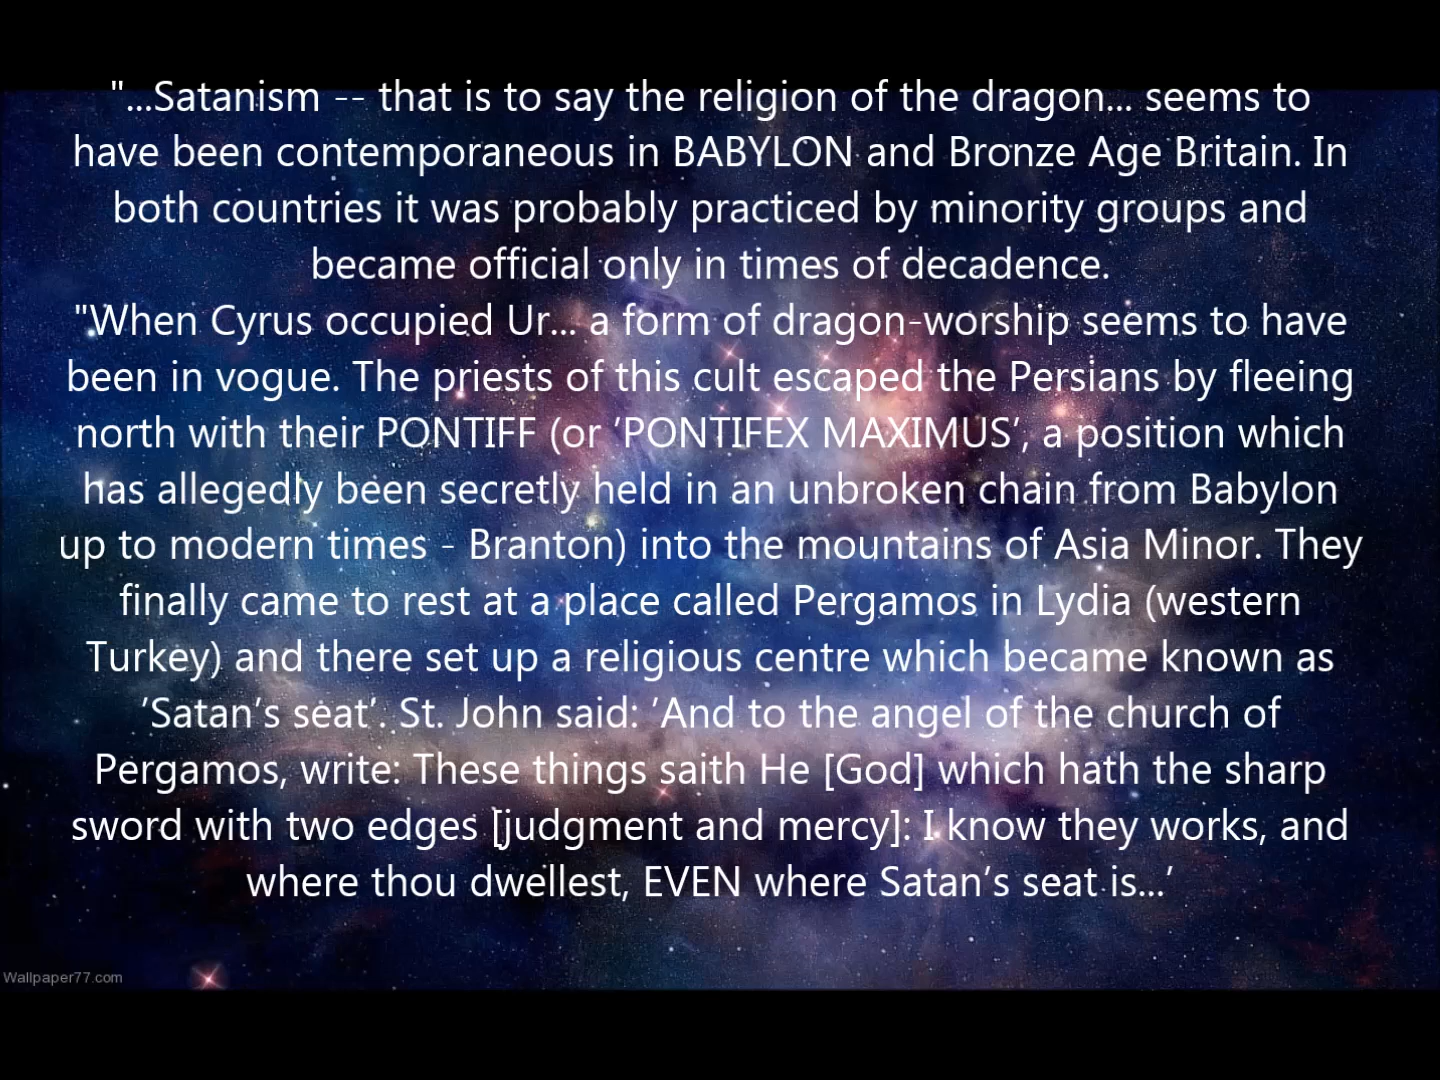 "...Satanism -- that is to say the religion of the dragon... seems to
have been contemporaneous in BABYLON and Bronze Age Britain. In
both countries it was probably practiced by minority groups and
became official only in times of decadence.
"When Cyrus occupied Ur... a form of dragon-worship seems to have
been in vogue. The priests of this cult escaped the Persians by fleeing
north with their PONTIFF (or ‘PONTIFEX MAXIMUS’, a position which
has allegedly been secretly held in an unbroken chain from Babylon
up to modern times - Branton) into the mountains of Asia Minor. They
finally came to rest at a place called Pergamos in Lydia (western
Turkey) and there set up a religious centre which became known as
‘Satan’s seat’. St. John said: ‘And to the angel of the church of
Pergamos, write: These things saith He [God] which hath the sharp
sword with two edges [judgment and mercy]: I know they works, and
where thou dwellest, EVEN where Satan’s seat is...’
Wallpaper77.com